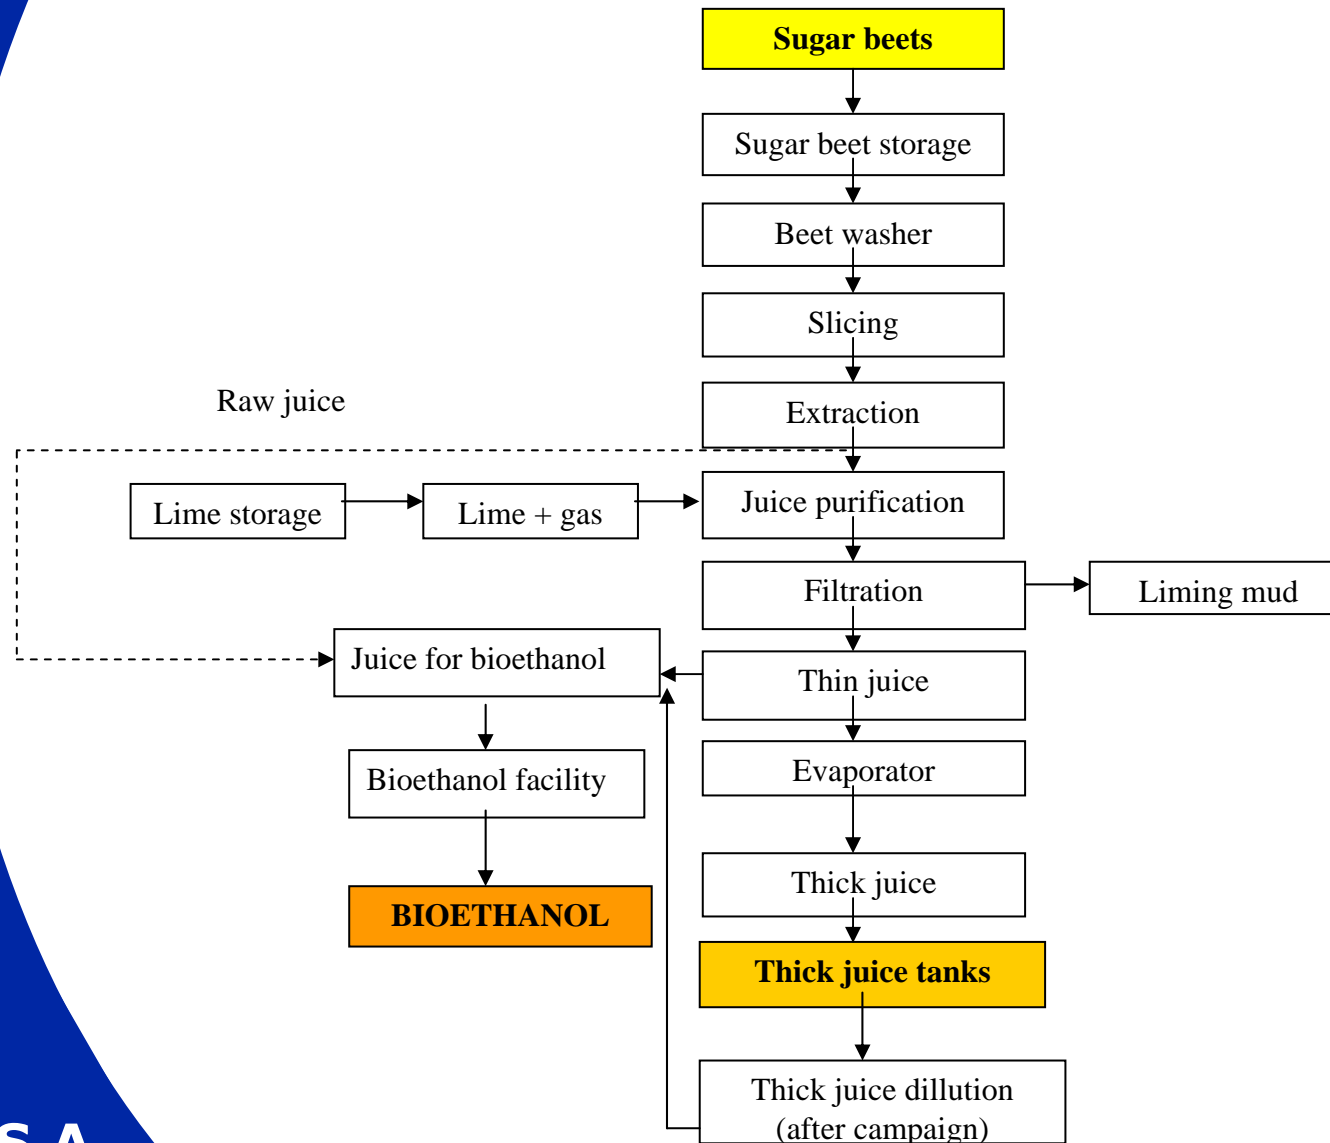 Sugar beets
Sugar beet storage
Beet washer
Slicing
Raw juice
Extraction
Lime storage
Lime + gas
Juice purification
Filtration
Liming mud
Juice for bioethanol
Thin juice
Bioethanol facility
Evaporator
Thick juice
BIOETHANOL
Thick juice tanks
Thick juice dillution
(after campaign)